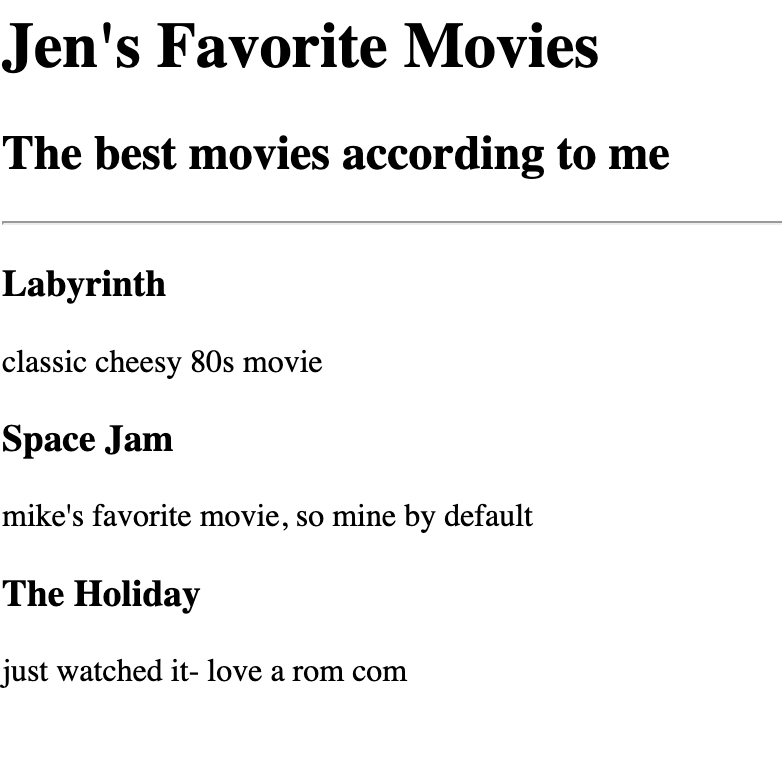 Jen's Favorite Movies
The best movies according to me
Labyrinth
classic cheesy 80s movie
Space Jam
mike's favorite movie, so mine by default
The Holiday
just watched it- love a rom com